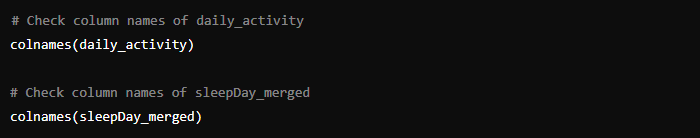 # Check column names of daily_activity
colnames(daily_activity)
# Check column names of sleepDay_merged
colnames(sleepDay_merged)